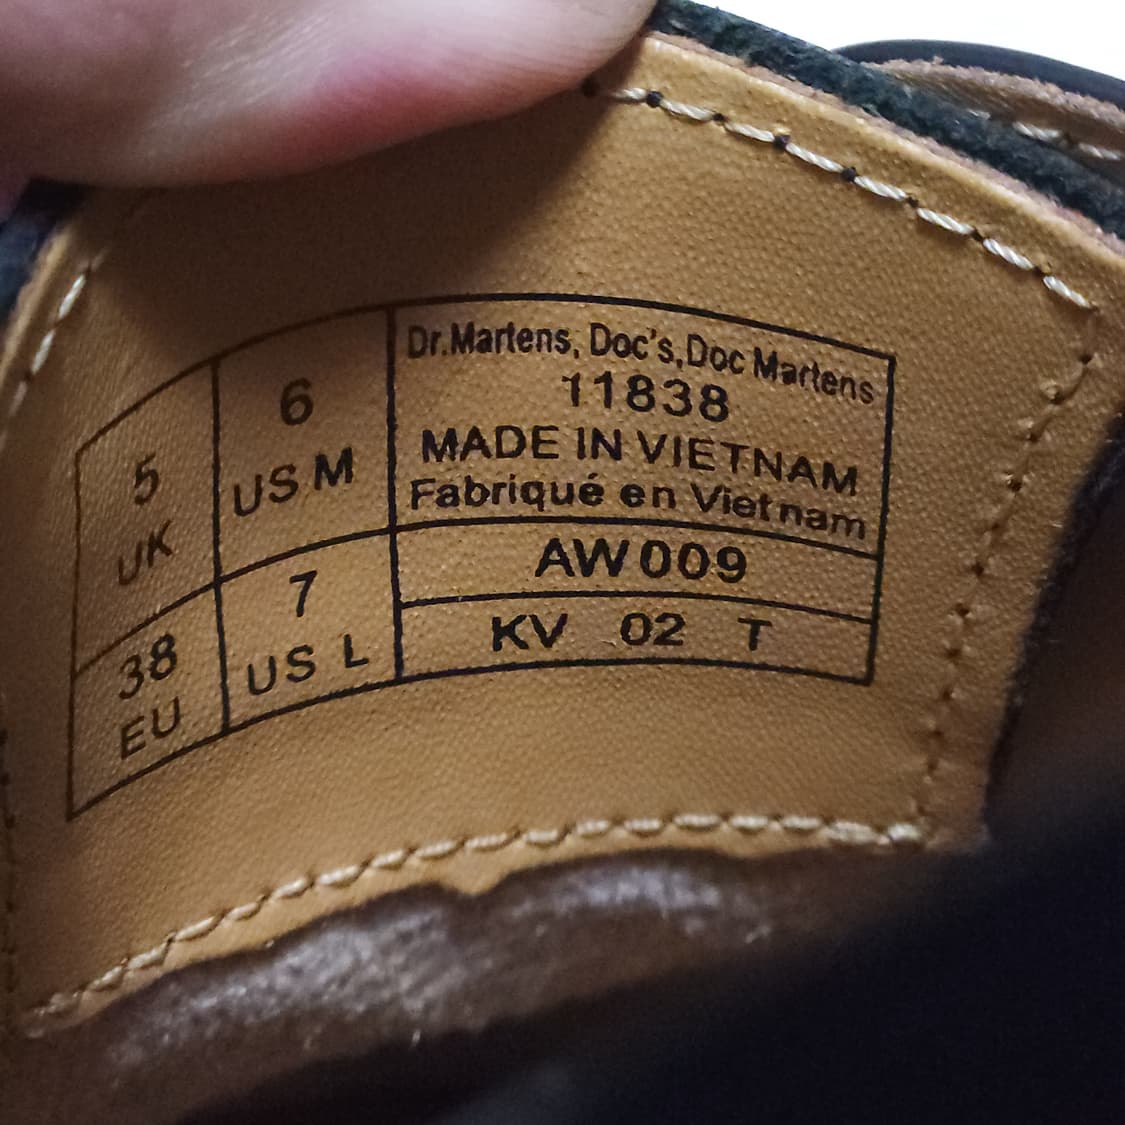 5
UK
6
US M
38
EU
7
US L
Dr.Martens, Doc's,Doc Martens
11838
MADE IN VIETNAM
Fabriqué en Vietnam
AW009
KV 02 T